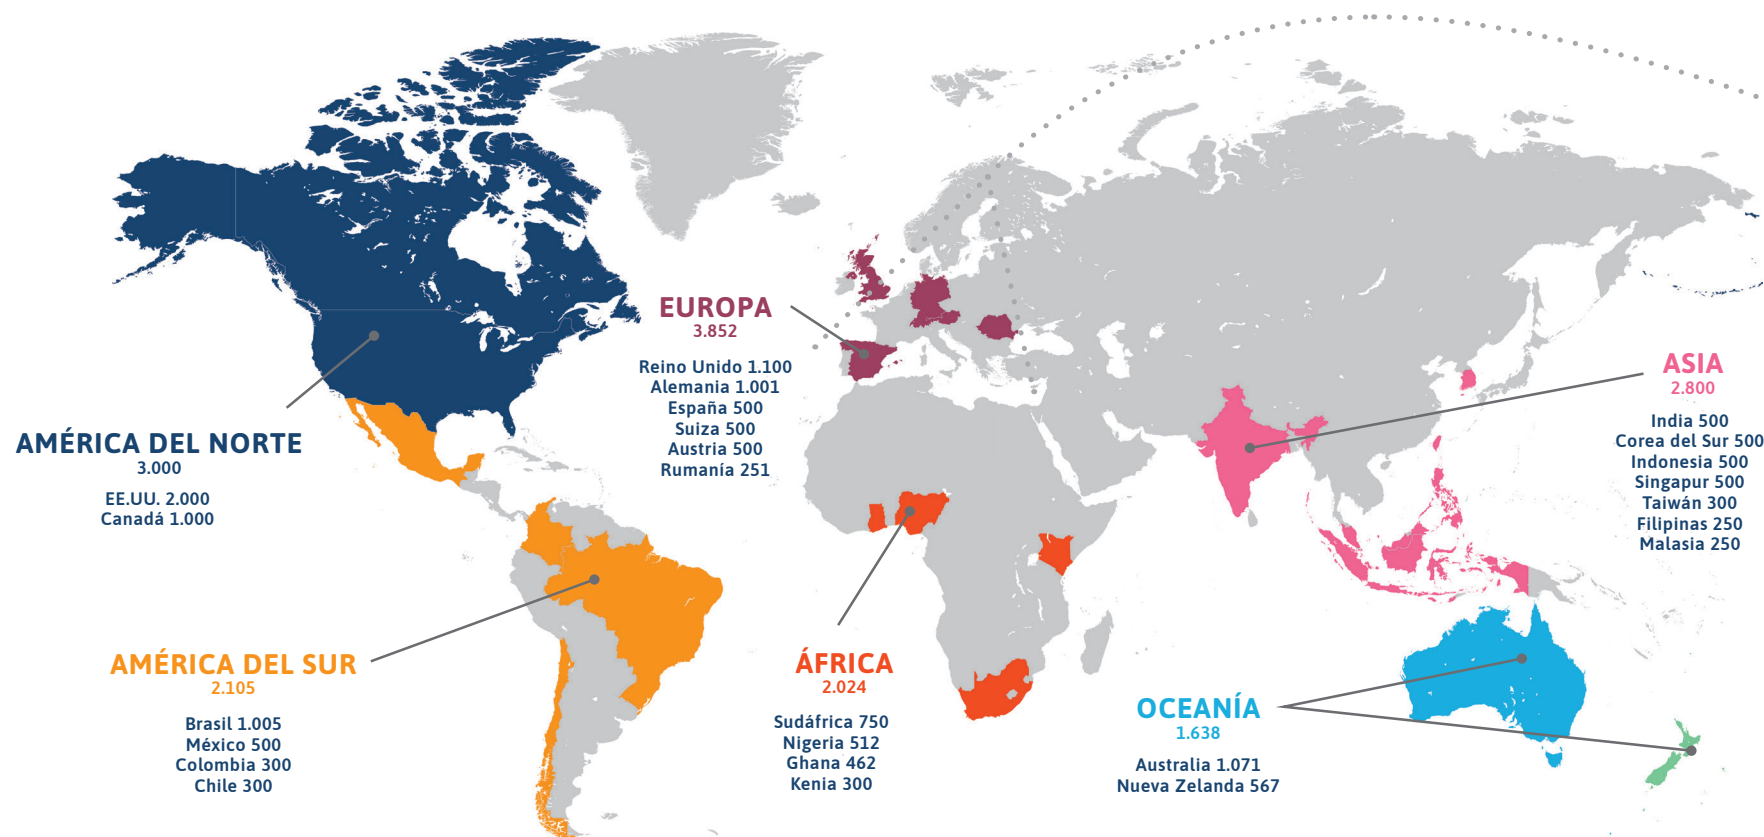 AMÉRICA DEL NORTE
3.000
EE.UU. 2.000
Canadá 1.000
AMÉRICA DEL SUR
2.105
Brasil 1.005
México 500
Colombia 300
Chile 300
EUROPA
3.852
Reino Unido 1.100
Alemania 1.001
España 500
Suiza 500
Austria 500
Rumanía 251
ÁFRICA
2.024
Sudáfrica 750
Nigeria 512
Ghana 462
Kenia 300
ASIA
2.800
India 500
Corea del Sur 500
Indonesia 500
Singapur 500
Taiwán 300
Filipinas 250
Malasia 250
OCEANÍA
1.638
Australia 1.071
Nueva Zelanda 567